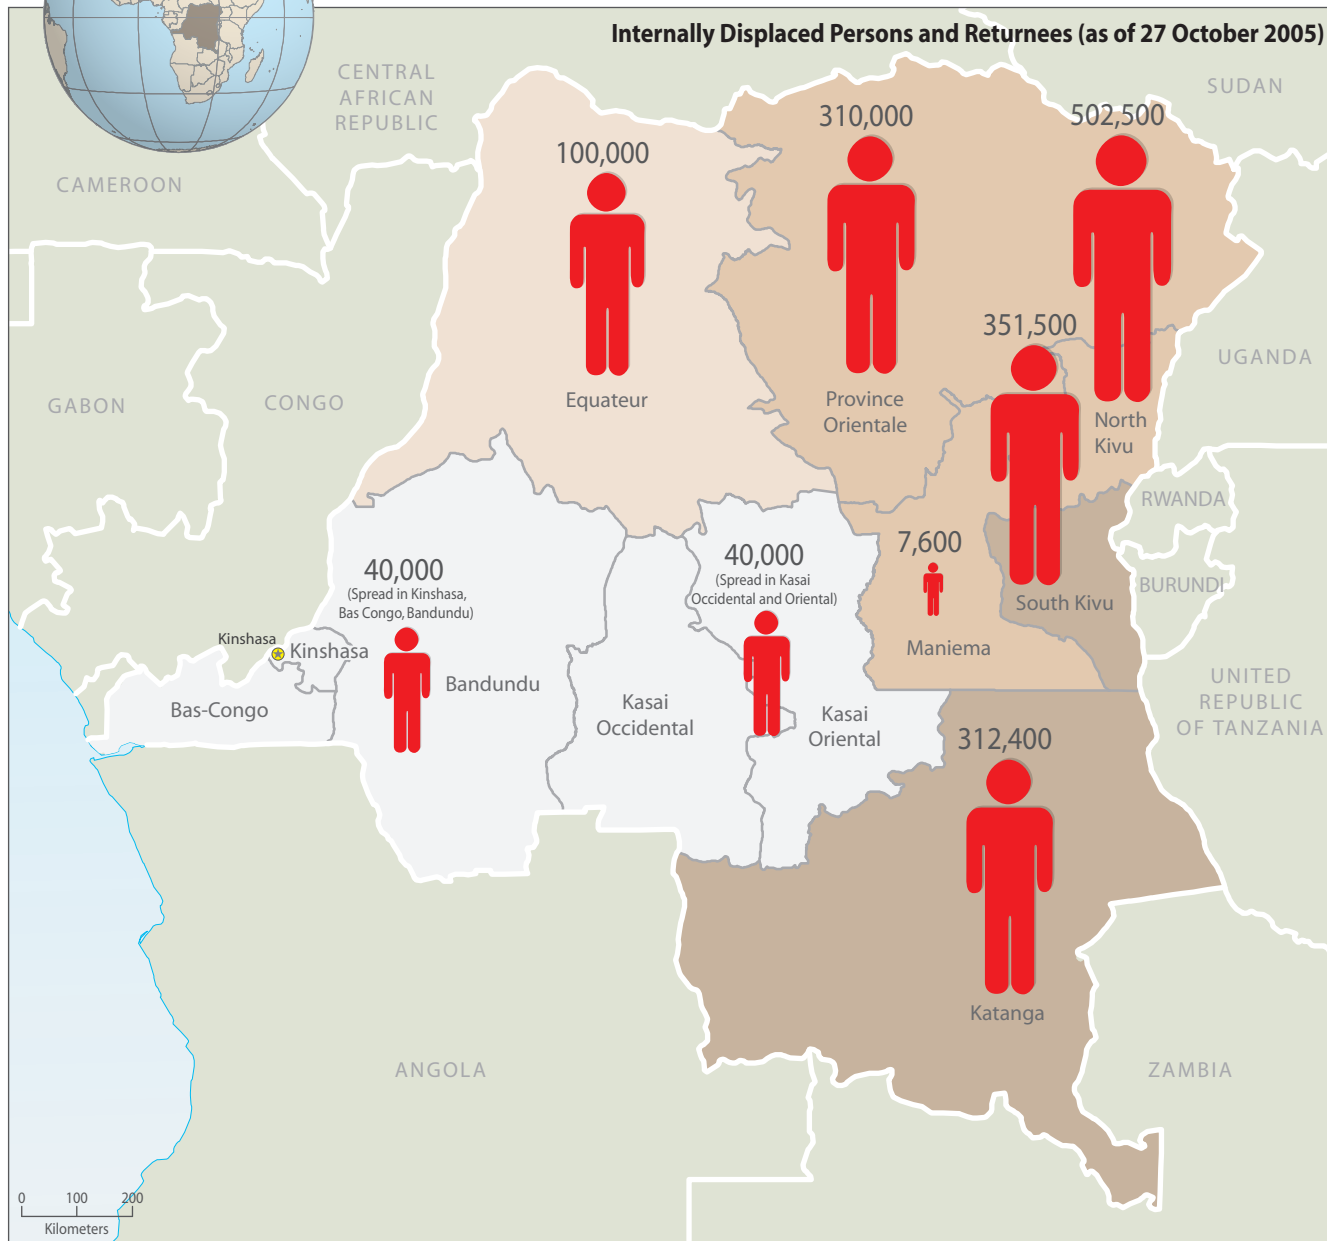 Internally Displaced Persons and Returnees (as of 27 October 2005)
CENTRAL
AFRICAN
REPUBLIC
SUDAN
CAMEROON
100,000
310,000
502,500
351,500
GABON
CONGO
UGANDA
Equateur
Province
Orientale
North
Kivu
RWANDA
40,000
(Spread in Kinshasa,
Bas Congo, Bandundu)
40,000
(Spread in Kasai
Occidental and Oriental)
7,600
BURUNDI
South Kivu
Kinshasa
Kinshasa
Maniema
Bandundu
Bas-Congo
Kasai
Occidental
Kasai
Oriental
UNITED
REPUBLIC
OF TANZANIA
312,400
Katanga
ANGOLA
ZAMBIA
0 100 200
Kilometers